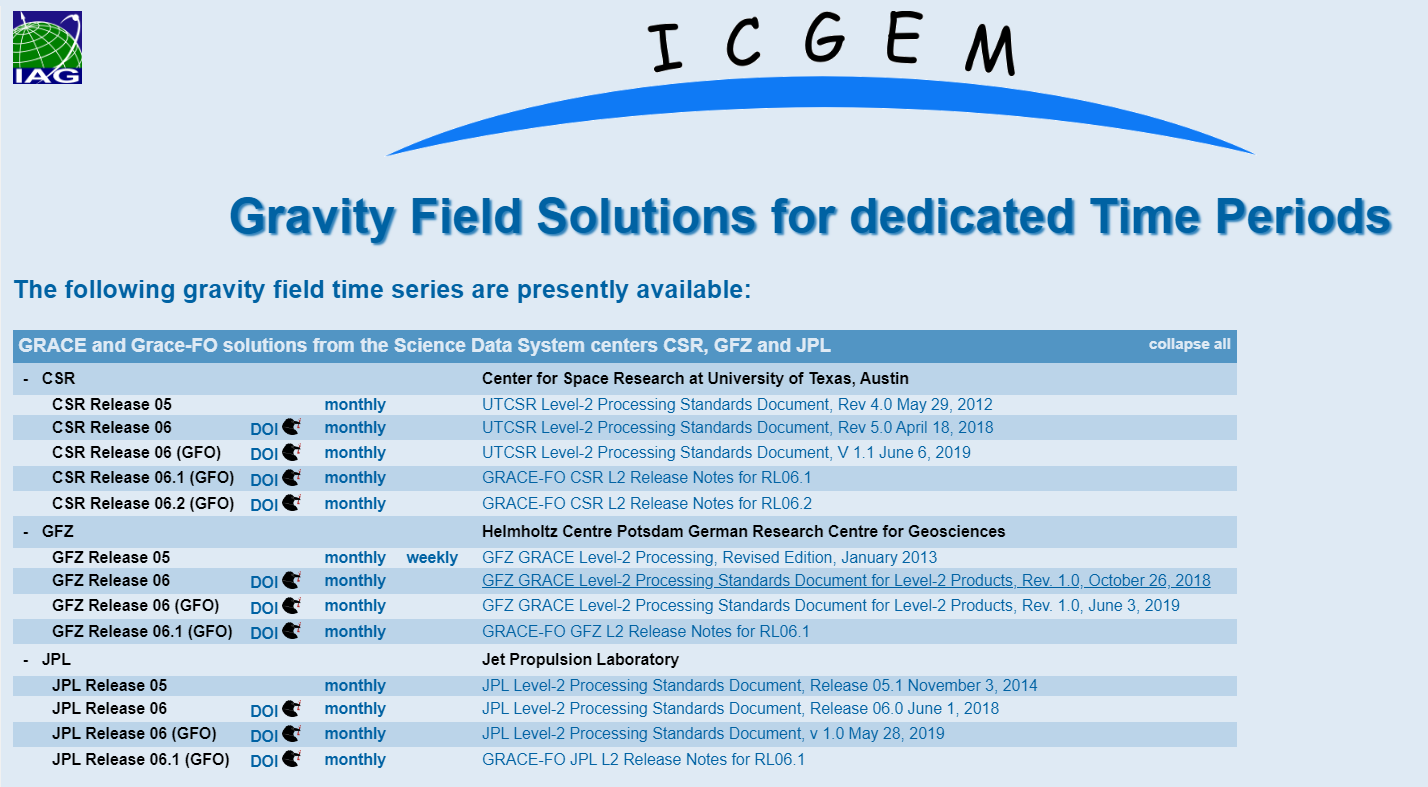 IAG
I C G E M
Gravity Field Solutions for dedicated Time Periods
The following gravity field time series are presently available:
GRACE and Grace-FO solutions from the Science Data System centers CSR, GFZ and JPL collapse all
- CSR Center for Space Research at University of Texas, Austin
CSR Release 05 monthly UTCSR Level-2 Processing Standards Document, Rev 4.0 May 29, 2012
CSR Release 06 DOI monthly UTCSR Level-2 Processing Standards Document, Rev 5.0 April 18, 2018
CSR Release 06 (GFO) DOI monthly UTCSR Level-2 Processing Standards Document, V 1.1 June 6, 2019
CSR Release 06.1 (GFO) DOI monthly GRACE-FO CSR L2 Release Notes for RL06.1
CSR Release 06.2 (GFO) DOI monthly GRACE-FO CSR L2 Release Notes for RL06.2
- GFZ Helmholtz Centre Potsdam German Research Centre for Geosciences
GFZ Release 05 monthly weekly GFZ GRACE Level-2 Processing, Revised Edition, January 2013
GFZ Release 06 DOI monthly GFZ GRACE Level-2 Processing Standards Document for Level-2 Products, Rev. 1.0, October 26, 2018
GFZ Release 06 (GFO) DOI monthly GFZ GRACE Level-2 Processing Standards Document for Level-2 Products, Rev. 1.0, June 3, 2019
GFZ Release 06.1 (GFO) DOI monthly GRACE-FO GFZ L2 Release Notes for RL06.1
- JPL Jet Propulsion Laboratory
JPL Release 05 monthly JPL Level-2 Processing Standards Document, Release 05.1 November 3, 2014
JPL Release 06 DOI monthly JPL Level-2 Processing Standards Document, Release 06.0 June 1, 2018
JPL Release 06 (GFO) DOI monthly JPL Level-2 Processing Standards Document, v 1.0 May 28, 2019
JPL Release 06.1 (GFO) DOI monthly GRACE-FO JPL L2 Release Notes for RL06.1